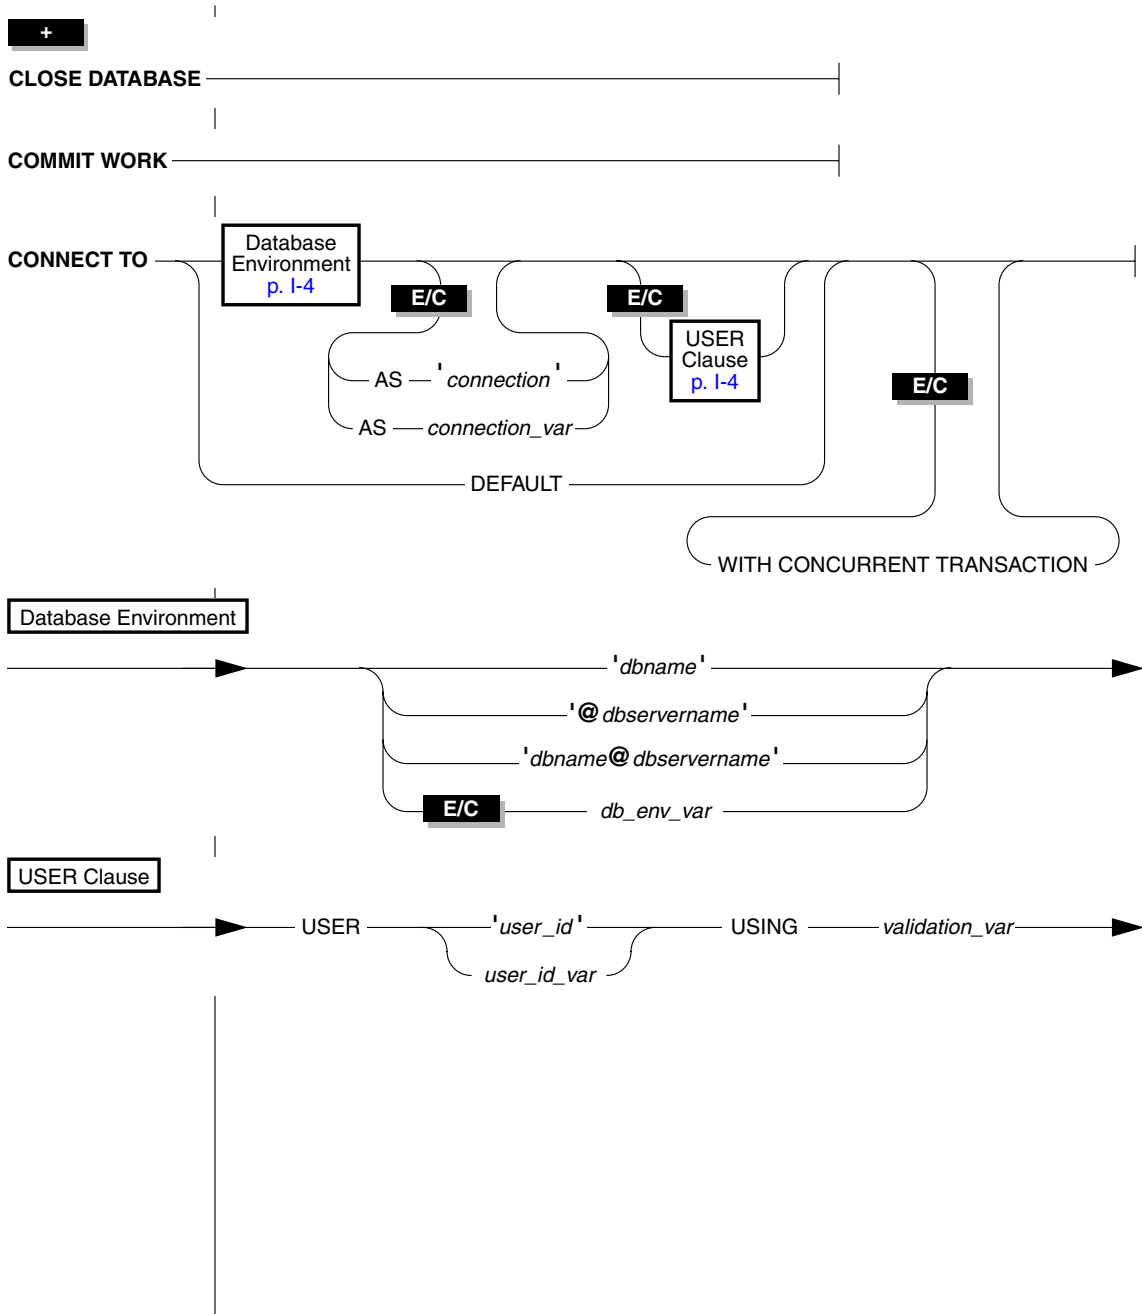 +
CLOSE DATABASE
COMMIT WORK
CONNECT TO
Database
Environment
p. I-4
E/C
E/C
USER
Clause
p. I-4
E/C
AS 'connection'
AS connection_var
DEFAULT
WITH CONCURRENT TRANSACTION
Database Environment
'dbname'
'@dbservername'
'dbname@dbservername'
E/C db_env_var
USER Clause
USER 'user_id' USING validation_var
user_id_var